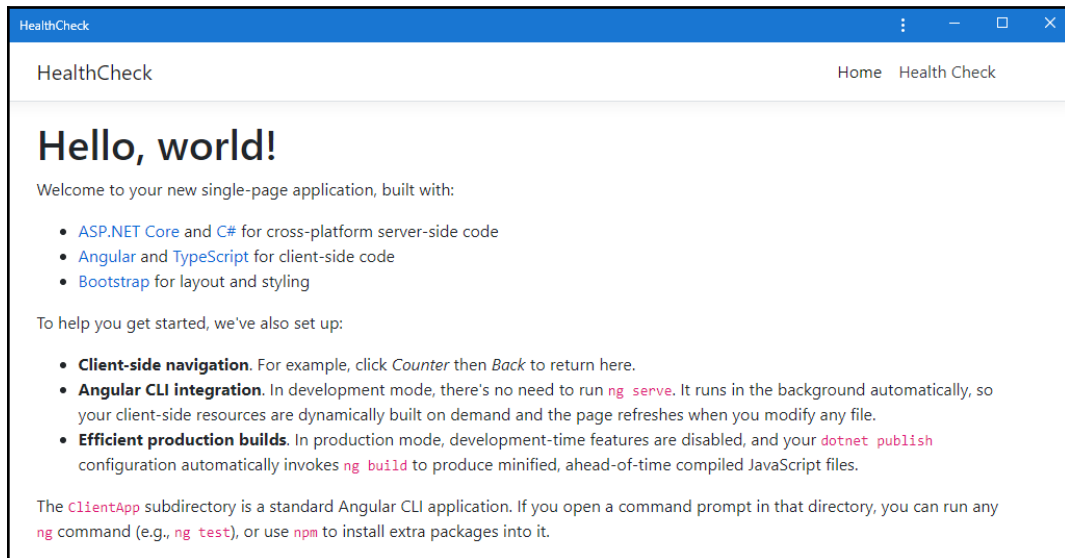 HealthCheck
HealthCheck
Home Health Check
Hello, world!
Welcome to your new single-page application, built with:
ASP.NET Core and C# for cross-platform server-side code
Angular and TypeScript for client-side code
Bootstrap for layout and styling
To help you get started, we've also set up:
Client-side navigation. For example, click Counter then Back to return here.
Angular CLI integration. In development mode, there's no need to run ng serve. It runs in the background automatically, so
your client-side resources are dynamically built on demand and the page refreshes when you modify any file.
Efficient production builds. In production mode, development-time features are disabled, and your dotnet publish
configuration automatically invokes ng build to produce minified, ahead-of-time compiled JavaScript files.
The ClientApp subdirectory is a standard Angular CLI application. If you open a command prompt in that directory, you can run any
ng command (e.g., ng test), or use npm to install extra packages into it.